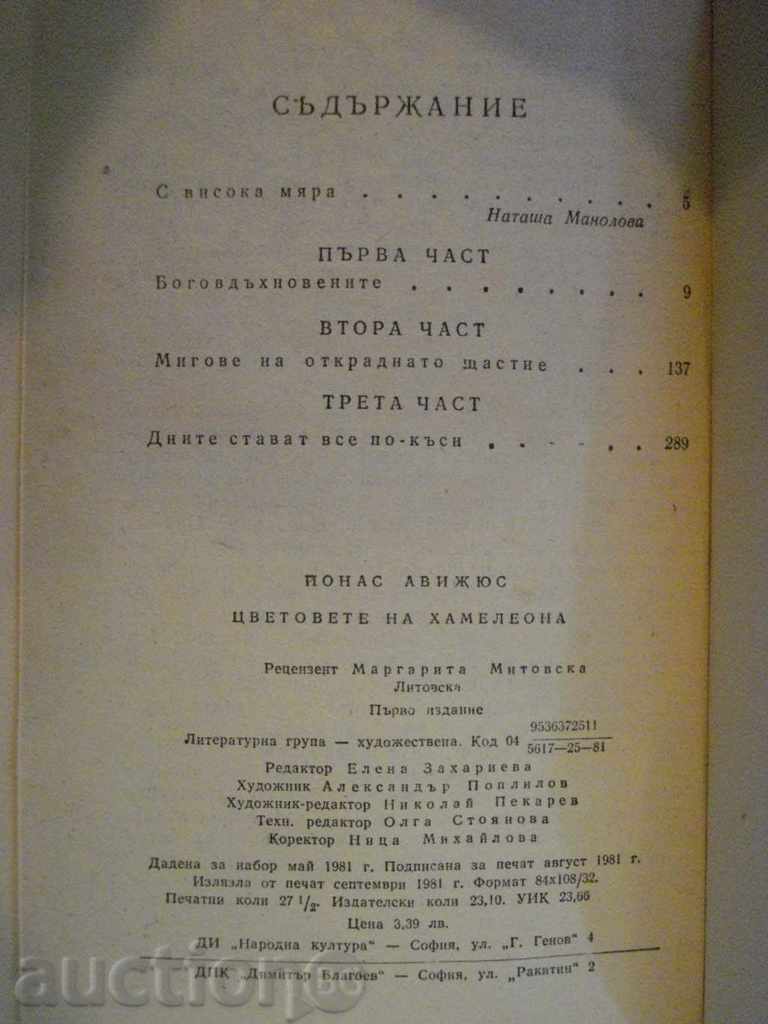 СЪДЪРЖАНИЕ
С висока мяра . . . . . . . . . . 5
Наташа Манолова
ПЪРВА ЧАСТ
Боговдъхновените . . . . . . . . 9
ВТОРА ЧАСТ
Мигове на откраднато щастие . . . 137
ТРЕТА ЧАСТ
Дните стават все по-къси . . . . . . 289
ЙОНАС АВИЖЮС
ЦВЕТОВЕТЕ НА ХАМЕЛЕОНА
Рецензент Маргарита Митовска
Литовска
Първо издание
Литературна група — художествена. Код 04 9536372511
5617—25—81
Редактор Елена Захариева
Художник Александър Поплилов
Художник-редактор Николай Пекарев
Техн. редактор Олга Стоянова
Коректор Ница Михайлова
Дадена за набор май 1981 г. Подписана за печат август 1981 г.
Излязла от печат септември 1981 г. Формат 84х108/32.
Печатни коли 27 1/2. Издателски коли 23,10. УИК 23,66
Цена 3,39 лв.
ДИ „Народна култура“ — София, ул. „Г. Генов“ 4
ДПК „Димитър Благоев“ — София, ул. „Ракитин“ 2
auction